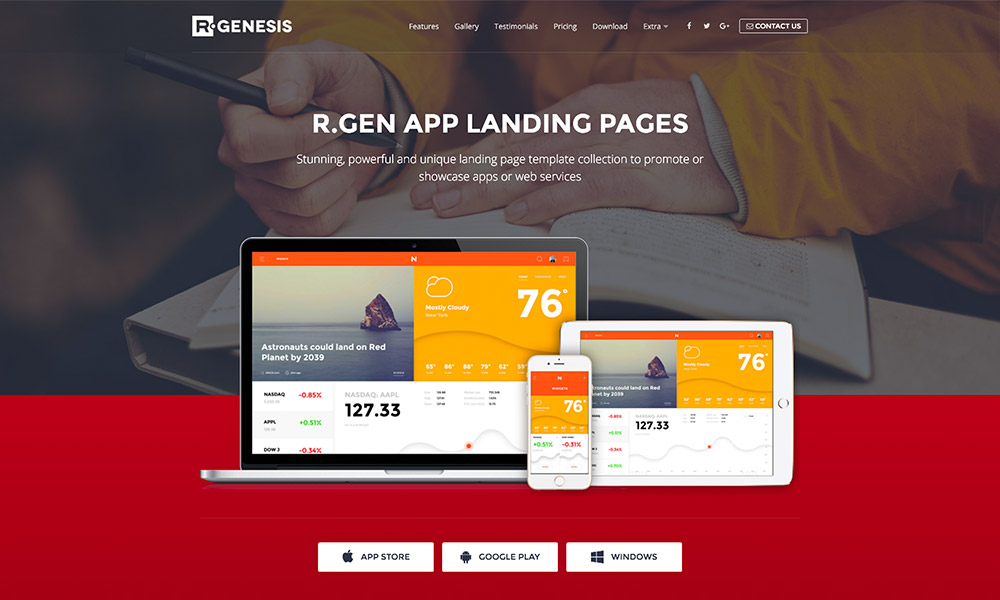 R.GENESIS
Features Gallery Testimonials Pricing Download Extra CONTACT US
R.GEN APP LANDING PAGES
Stunning, powerful and unique landing page template collection to promote or
showcase apps or web services
N
76°
Mostly Cloudy
New York
Astronauts could land on Red
Planet by 2039
65° 86° 88° 79° 62°
NASDAQ -0.85%
APPL +0.51%
DOW J -0.34%
NASDAQ: AAPL
127.33
N
76°
+0.51% -0.31%
N
76°
Astronauts could land on Red
Planet by 2039
-0.85%
+0.51%
-0.34%
+0.51%
NASDAQ: AAPL
127.33
APP STORE
GOOGLE PLAY
WINDOWS